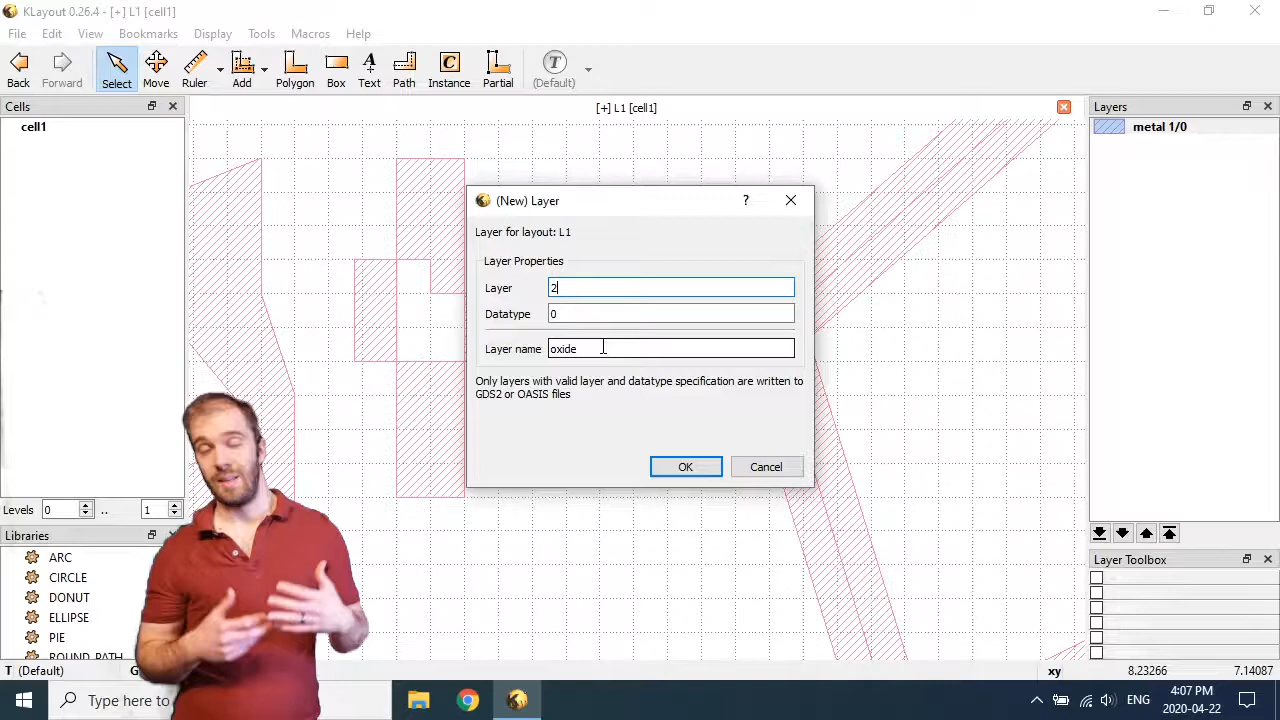 KLayout 0.26.4 - [+] L1 [cell1]
File Edit View Bookmarks Display Tools Macros Help
Back Forward Select Move Ruler Add Polygon Box Text Path Instance Partial (Default)
Cells
[+] L1 [cell1]
Layers
cell1
metal 1/0
(New) Layer
?
Layer for layout: L1
Layer Properties
Layer 2
Datatype 0
Layer name oxide
Only layers with valid layer and datatype specification are written to
GDS2 or OASIS files
OK Cancel
Levels 0 .. 1
Libraries
Layer Toolbox
ARC
CIRCLE
DONUT
ELLIPSE
PIE
ROUND_PATH
T (Default) G
xy 8.23266 7.14087
Type here to
ENG
4:07 PM
2020-04-22